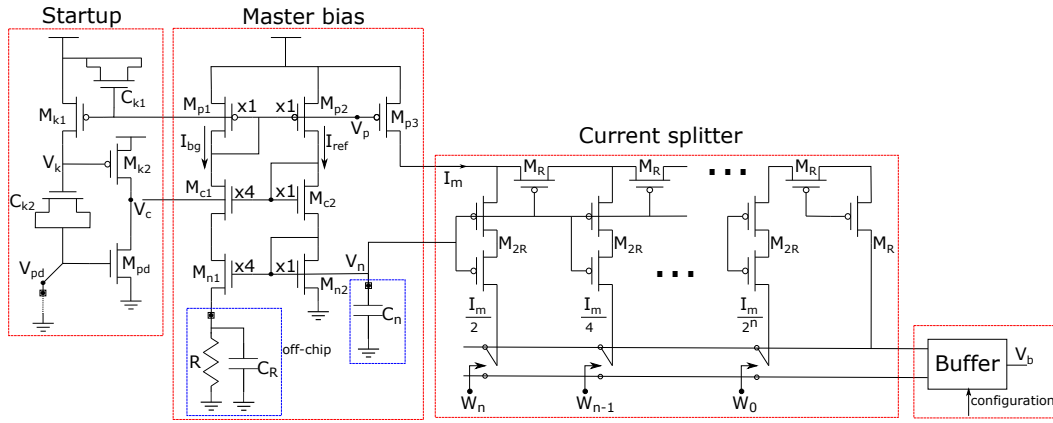 Startup
Master bias
Current splitter
C_k1
M_k1
V_k
M_k2
C_k2
V_c
V_pd
M_pd
M_p1
x1
x1
M_p2
V_p
M_p3
I_bg
I_ref
M_c1
x4
x1
M_c2
M_n1
x4
x1
M_n2
V_n
C_n
R
C_R
off-chip
I_m
M_R
M_R
M_R
M_2R
M_2R
M_2R
M_R
I_m
2
I_m
4
I_m
2^n
W_n
W_n-1
W_0
Buffer
V_b
configuration